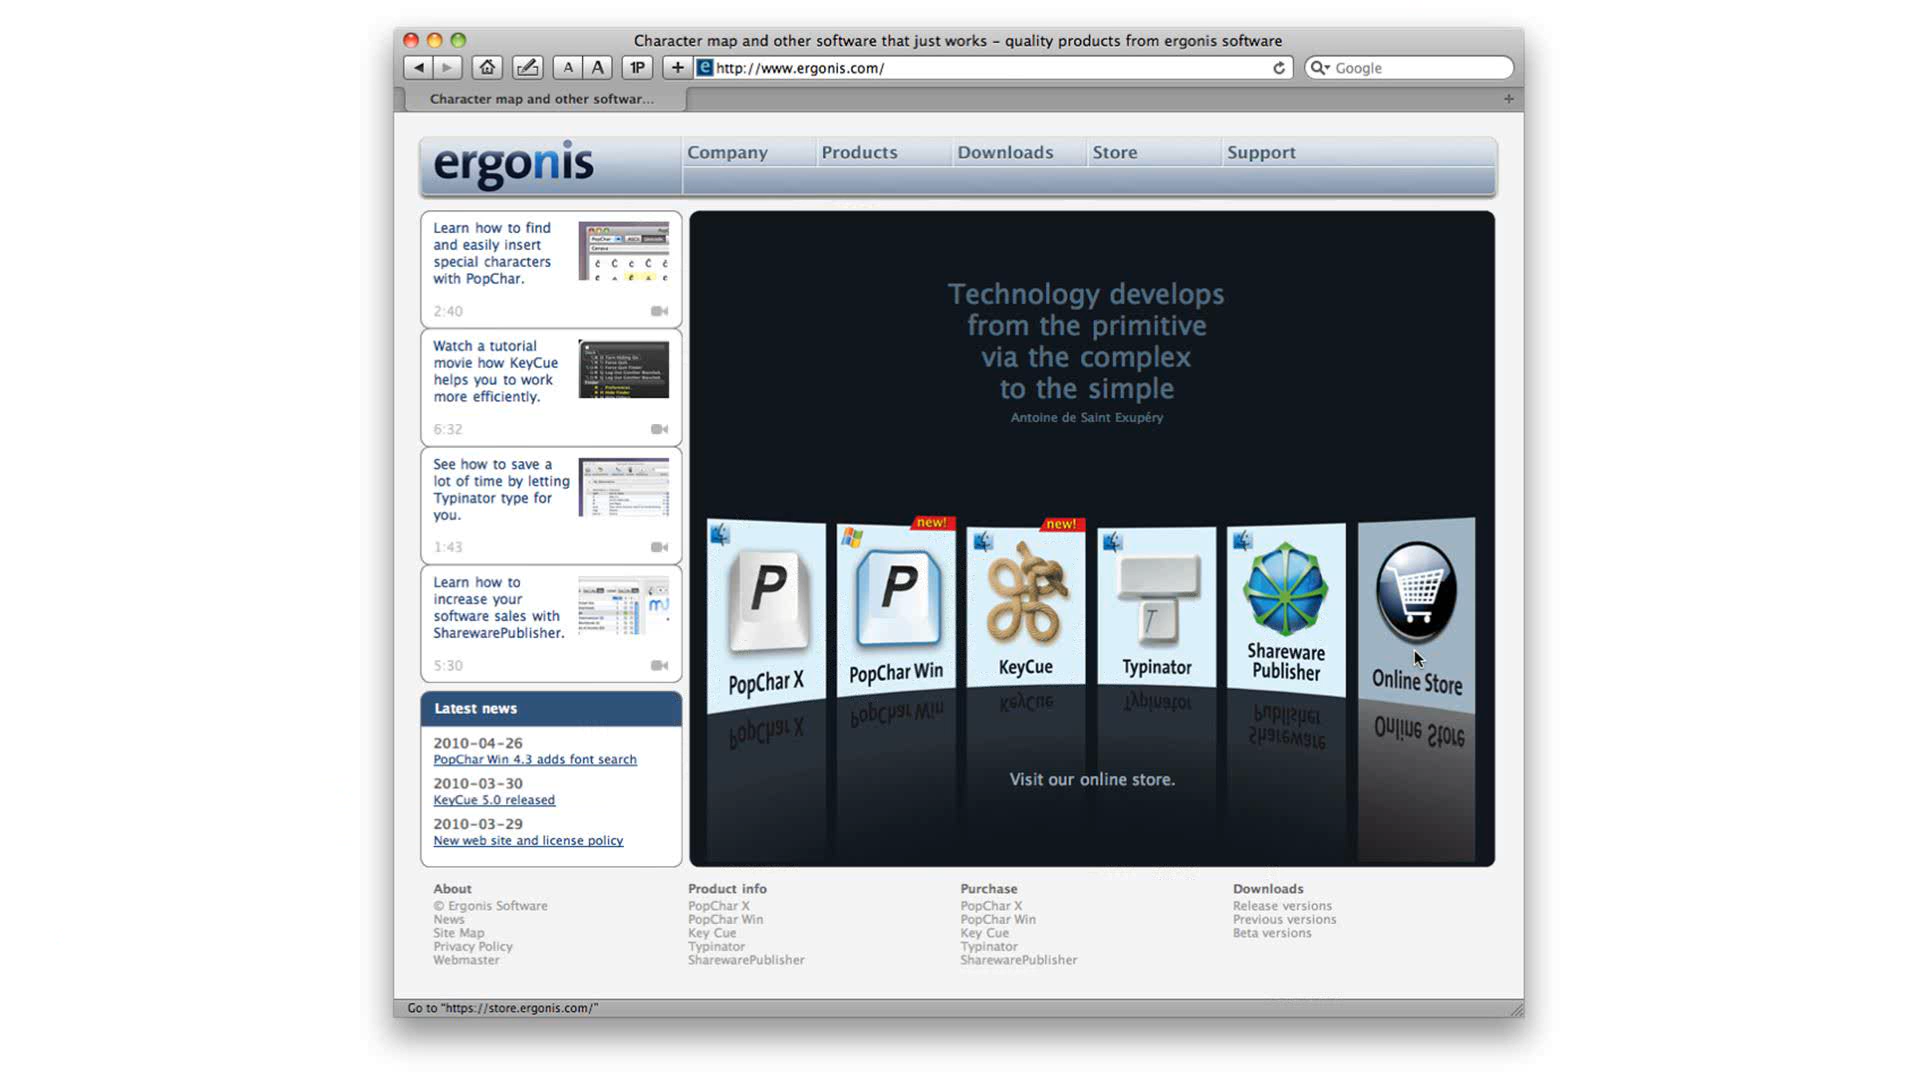 Character map and other software that just works – quality products from ergonis software
A A 1P + http://www.ergonis.com/ Google
Character map and other softwar...
ergonis
Company Products Downloads Store Support
Learn how to find
and easily insert
special characters
with PopChar.
2:40
Watch a tutorial
movie how KeyCue
helps you to work
more efficiently.
6:32
See how to save a
lot of time by letting
Typinator type for
you.
1:43
Learn how to
increase your
software sales with
SharewarePublisher.
5:30
Latest news
2010-04-26
PopChar Win 4.3 adds font search
2010-03-30
KeyCue 5.0 released
2010-03-29
New web site and license policy
Technology develops
from the primitive
via the complex
to the simple
Antoine de Saint Exupéry
P
PopChar X
new!
P
PopChar Win
new!
KeyCue
T
Typinator
Shareware
Publisher
Online Store
Visit our online store.
About
© Ergonis Software
News
Site Map
Privacy Policy
Webmaster
Product info
PopChar X
PopChar Win
Key Cue
Typinator
SharewarePublisher
Purchase
PopChar X
PopChar Win
Key Cue
Typinator
SharewarePublisher
Downloads
Release versions
Previous versions
Beta versions
Go to "https://store.ergonis.com/"